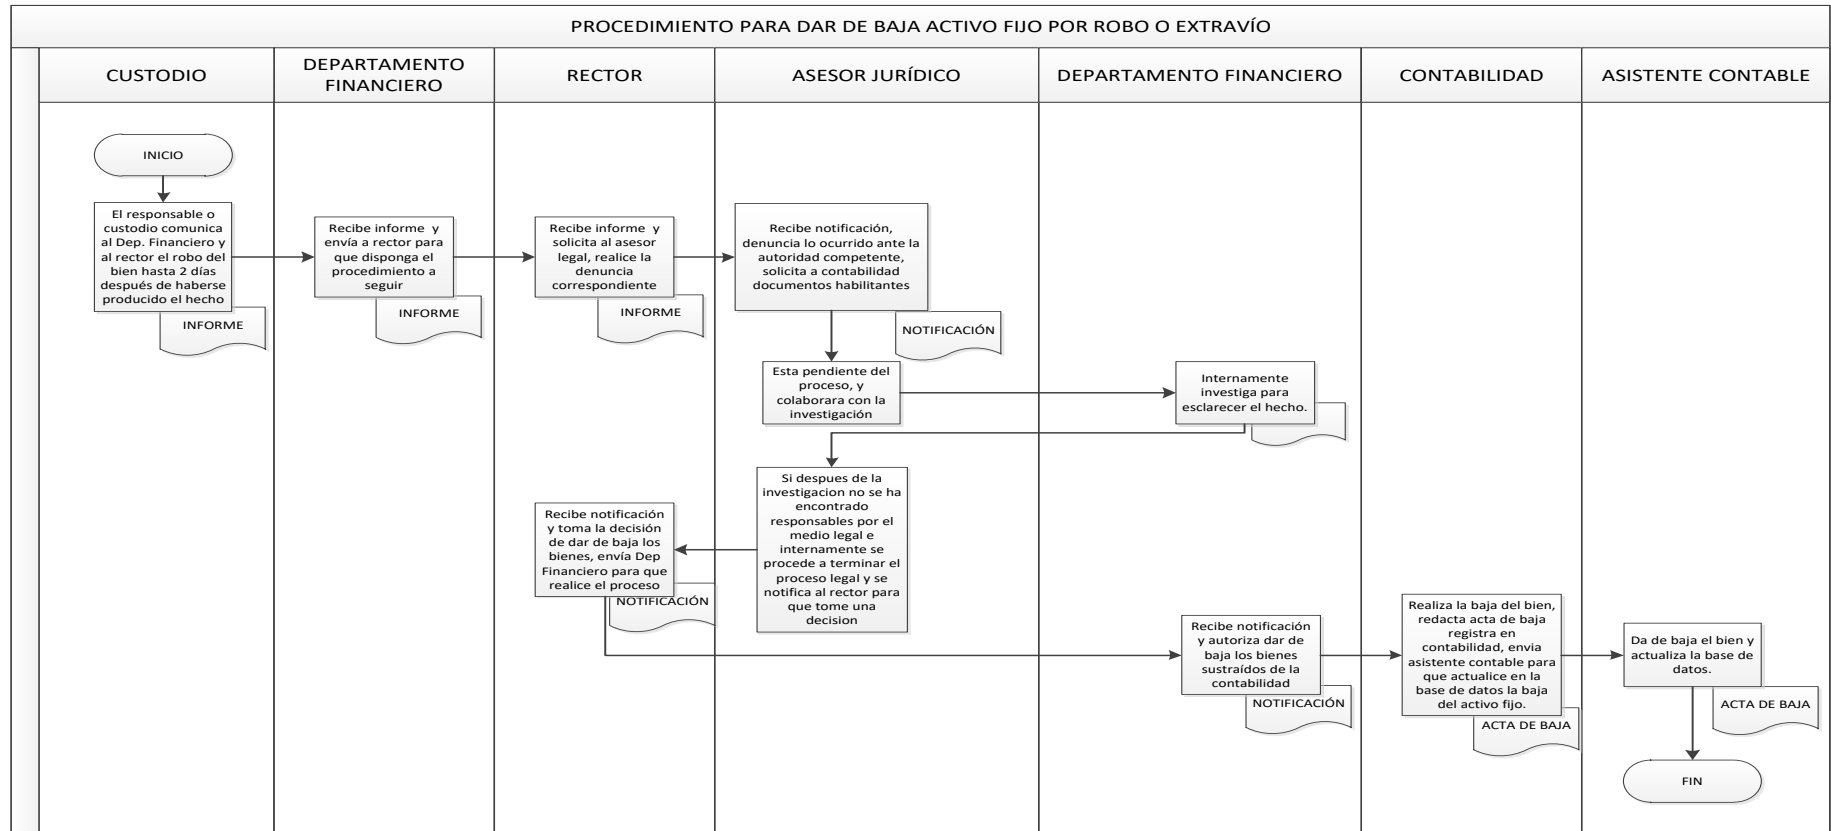 PROCEDIMIENTO PARA DAR DE BAJA ACTIVO FIJO POR ROBO O EXTRAVÍO
CUSTODIO
DEPARTAMENTO
FINANCIERO
RECTOR
ASESOR JURÍDICO
DEPARTAMENTO FINANCIERO
CONTABILIDAD
ASISTENTE CONTABLE
INICIO
El responsable o
custodio comunica
al Dep. Financiero y
al rector el robo del
bien hasta 2 días
después de haberse
producido el hecho
INFORME
Recibe informe y
envía a rector para
que disponga el
procedimiento a
seguir
INFORME
Recibe informe y
solicita al asesor
legal, realice la
denuncia
correspondiente
INFORME
Recibe notificación,
denuncia lo ocurrido ante la
autoridad competente,
solicita a contabilidad
documentos habilitantes
NOTIFICACIÓN
Esta pendiente del
proceso, y
colaborara con la
investigación
Internamente
investiga para
esclarecer el hecho.
Si despues de la
investigacion no se ha
encontrado
responsables por el
medio legal e
internamente se
procede a terminar el
proceso legal y se
notifica al rector para
que tome una
decision
Recibe notificación
y toma la decisión
de dar de baja los
bienes, envía Dep
Financiero para que
realice el proceso
NOTIFICACIÓN
Recibe notificación
y autoriza dar de
baja los bienes
sustraídos de la
contabilidad
NOTIFICACIÓN
Realiza la baja del bien,
redacta acta de baja
registra en
contabilidad, envia
asistente contable para
que actualice en la
base de datos la baja
del activo fijo.
ACTA DE BAJA
Da de baja el bien y
actualiza la base de
datos.
ACTA DE BAJA
FIN